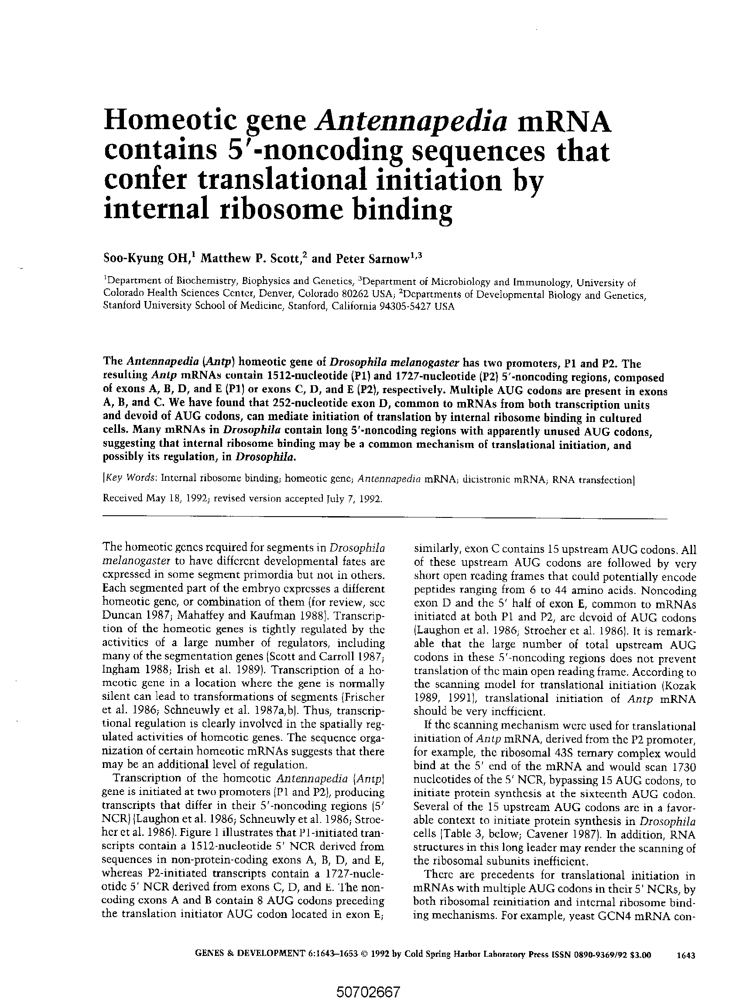 Homeotic gene Antennapedia mRNA
contains 5′-noncoding sequences that
confer translational initiation by
internal ribosome binding
Soo-Kyung OH,¹ Matthew P. Scott,² and Peter Sarnow¹,³
¹Department of Biochemistry, Biophysics and Genetics, ³Department of Microbiology and Immunology, University of
Colorado Health Sciences Center, Denver, Colorado 80262 USA; ²Departments of Developmental Biology and Genetics,
Stanford University School of Medicine, Stanford, California 94305-5427 USA
The Antennapedia (Antp) homeotic gene of Drosophila melanogaster has two promoters, P1 and P2. The
resulting Antp mRNAs contain 1512-nucleotide (P1) and 1727-nucleotide (P2) 5′-noncoding regions, composed
of exons A, B, D, and E (P1) or exons C, D, and E (P2), respectively. Multiple AUG codons are present in exons
A, B, and C. We have found that 252-nucleotide exon D, common to mRNAs from both transcription units
and devoid of AUG codons, can mediate initiation of translation by internal ribosome binding in cultured
cells. Many mRNAs in Drosophila contain long 5′-noncoding regions with apparently unused AUG codons,
suggesting that internal ribosome binding may be a common mechanism of translational initiation, and
possibly its regulation, in Drosophila.
[Key Words: Internal ribosome binding; homeotic gene; Antennapedia mRNA; dicistronic mRNA; RNA transfection]
Received May 18, 1992; revised version accepted July 7, 1992.
The homeotic genes required for segments in Drosophila
melanogaster to have different developmental fates are
expressed in some segment primordia but not in others.
Each segmented part of the embryo expresses a different
homeotic gene, or combination of them (for review, see
Duncan 1987; Mahaffey and Kaufman 1988). Transcrip-
tion of the homeotic genes is tightly regulated by the
activities of a large number of regulators, including
many of the segmentation genes (Scott and Carroll 1987;
Ingham 1988; Irish et al. 1989). Transcription of a ho-
meotic gene in a location where the gene is normally
silent can lead to transformations of segments (Frischer
et al. 1986; Schneuwly et al. 1987a,b). Thus, transcrip-
tional regulation is clearly involved in the spatially reg-
ulated activities of homeotic genes. The sequence orga-
nization of certain homeotic mRNAs suggests that there
may be an additional level of regulation.
Transcription of the homeotic Antennapedia (Antp)
gene is initiated at two promoters (P1 and P2), producing
transcripts that differ in their 5′-noncoding regions (5′
NCR) (Laughon et al. 1986; Schneuwly et al. 1986; Stroe-
her et al. 1986). Figure 1 illustrates that P1-initiated tran-
scripts contain a 1512-nucleotide 5′ NCR derived from
sequences in non-protein-coding exons A, B, D, and E,
whereas P2-initiated transcripts contain a 1727-nucle-
otide 5′ NCR derived from exons C, D, and E. The non-
coding exons A and B contain 8 AUG codons preceding
the translation initiator AUG codon located in exon E;
similarly, exon C contains 15 upstream AUG codons. All
of these upstream AUG codons are followed by very
short open reading frames that could potentially encode
peptides ranging from 6 to 44 amino acids. Noncoding
exon D and the 5′ half of exon E, common to mRNAs
initiated at both P1 and P2, are devoid of AUG codons
(Laughon et al. 1986; Stroeher et al. 1986). It is remark-
able that the large number of total upstream AUG
codons in these 5′-noncoding regions does not prevent
translation of the main open reading frame. According to
the scanning model for translational initiation (Kozak
1989, 1991), translational initiation of Antp mRNA
should be very inefficient.
If the scanning mechanism were used for translational
initiation of Antp mRNA, derived from the P2 promoter,
for example, the ribosomal 43S ternary complex would
bind at the 5′ end of the mRNA and would scan 1730
nucleotides of the 5′ NCR, bypassing 15 AUG codons, to
initiate protein synthesis at the sixteenth AUG codon.
Several of the 15 upstream AUG codons are in a favor-
able context to initiate protein synthesis in Drosophila
cells (Table 3, below; Cavener 1987). In addition, RNA
structures in this long leader may render the scanning of
the ribosomal subunits inefficient.
There are precedents for translational initiation in
mRNAs with multiple AUG codons in their 5′ NCRs, by
both ribosomal reinitiation and internal ribosome bind-
ing mechanisms. For example, yeast GCN4 mRNA con-
GENES & DEVELOPMENT 6:1643-1653 © 1992 by Cold Spring Harbor Laboratory Press ISSN 0890-9369/92 $3.00 1643
50702667